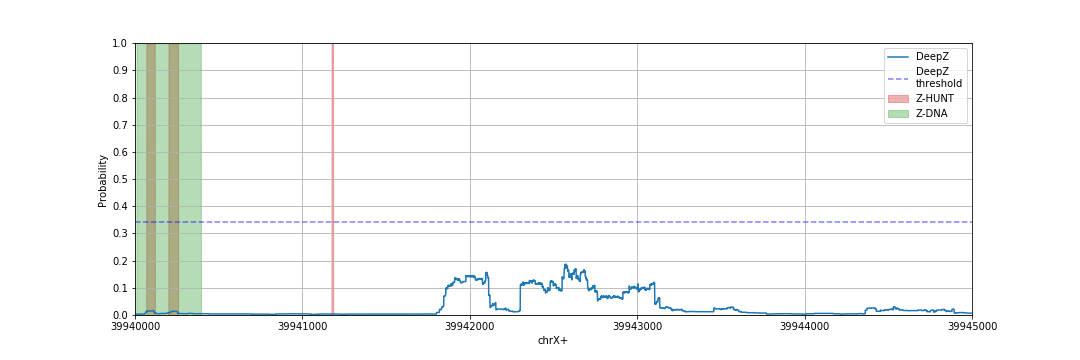 1.0
0.9
0.8
0.7
0.6
0.5
0.4
0.3
0.2
0.1
0.0
Probability
39940000
39941000
39942000
39943000
39944000
39945000
chrX+
DeepZ
DeepZ
threshold
Z-HUNT
Z-DNA